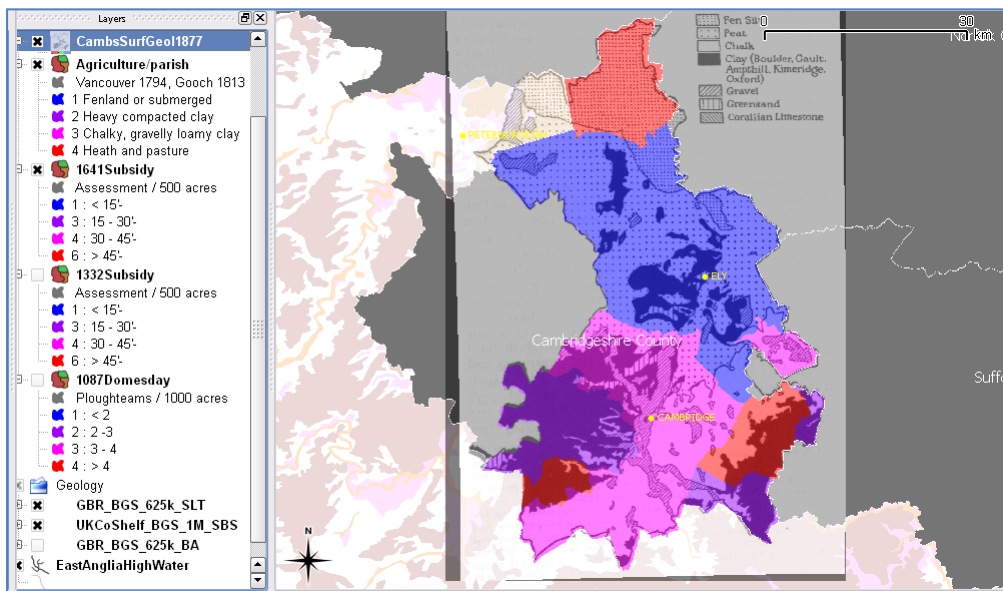 Layers
CambsSurfGeol1877
Agriculture/parish
Vancouver 1794, Gooch 1813
1 Fenland or submerged
2 Heavy compacted clay
3 Chalky, gravelly loamy clay
4 Heath and pasture
1641Subsidy
Assessment / 500 acres
1 : < 15'-
3 : 15 - 30'-
4 : 30 - 45'-
6 : > 45'-
1332Subsidy
Assessment / 500 acres
1 : < 15'-
3 : 15 - 30'-
4 : 30 - 45'-
6 : > 45'-
1087Domesday
Ploughteams / 1000 acres
1 : < 2
2 : 2 -3
3 : 3 - 4
4 : > 4
Geology
GBR_BGS_625k_SLT
UKCoShelf_BGS_1M_SBS
GBR_BGS_625k_BA
EastAngliaHighWater
Fen Silt
Peat
Chalk
Clay (Boulder, Gault,
Ampthill, Kimeridge,
Oxford)
Gravel
Greensand
Corallian Limestone
0
30
km
ELY
Cambridgeshire County
CAMBRIDGE
Suffo
N